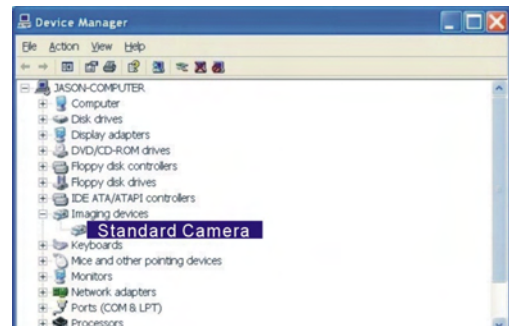 Device Manager
File Action View Help
JASON-COMPUTER
Computer
Disk drives
Display adapters
DVD/CD-ROM drives
Floppy disk controllers
Floppy disk drives
IDE ATA/ATAPI controllers
Imaging devices
Standard Camera
Keyboards
Mice and other pointing devices
Monitors
Network adapters
Ports (COM & LPT)
Processors